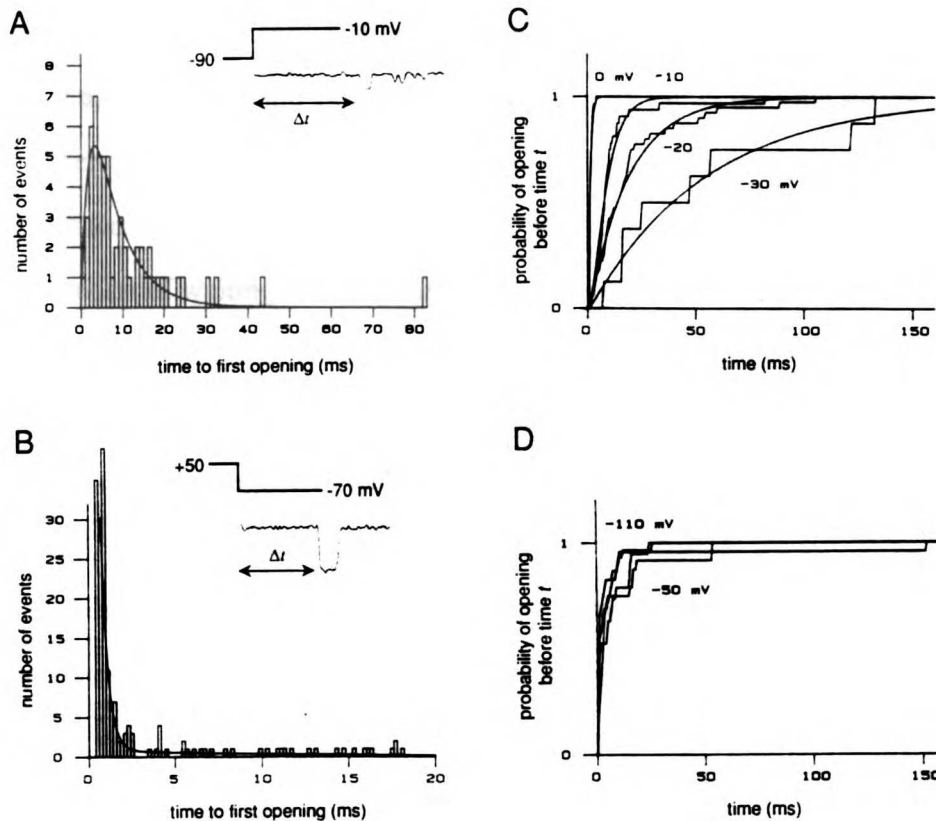 A
-10 mV
-90
Δt
8
7
6
5
4
3
2
1
0
number of events
0 10 20 30 40 50 60 70 80
time to first opening (ms)
C
0 mV -10
-20
-30 mV
1
0
probability of opening
before time t
0 50 100 150
time (ms)
B
+50
-70 mV
Δt
30
25
20
15
10
5
0
number of events
0 5 10 15 20
time to first opening (ms)
D
-110 mV
-50 mV
1
0
probability of opening
before time t
0 50 100 15
time (ms)